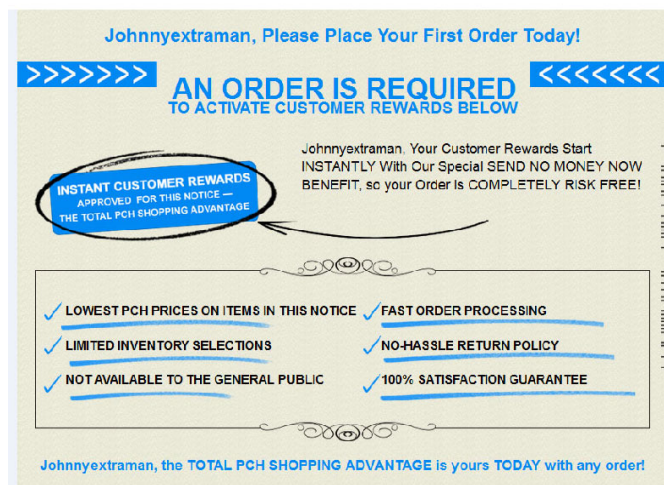 Johnnyextraman, Please Place Your First Order Today!
>>>>>>> AN ORDER IS REQUIRED <<<<<<<
TO ACTIVATE CUSTOMER REWARDS BELOW
Johnnyextraman, Your Customer Rewards Start
INSTANTLY With Our Special SEND NO MONEY NOW
BENEFIT, so your Order Is COMPLETELY RISK FREE!
INSTANT CUSTOMER REWARDS
APPROVED FOR THIS NOTICE —
THE TOTAL PCH SHOPPING ADVANTAGE
LOWEST PCH PRICES ON ITEMS IN THIS NOTICE
LIMITED INVENTORY SELECTIONS
NOT AVAILABLE TO THE GENERAL PUBLIC
FAST ORDER PROCESSING
NO-HASSLE RETURN POLICY
100% SATISFACTION GUARANTEE
Johnnyextraman, the TOTAL PCH SHOPPING ADVANTAGE is yours TODAY with any order!